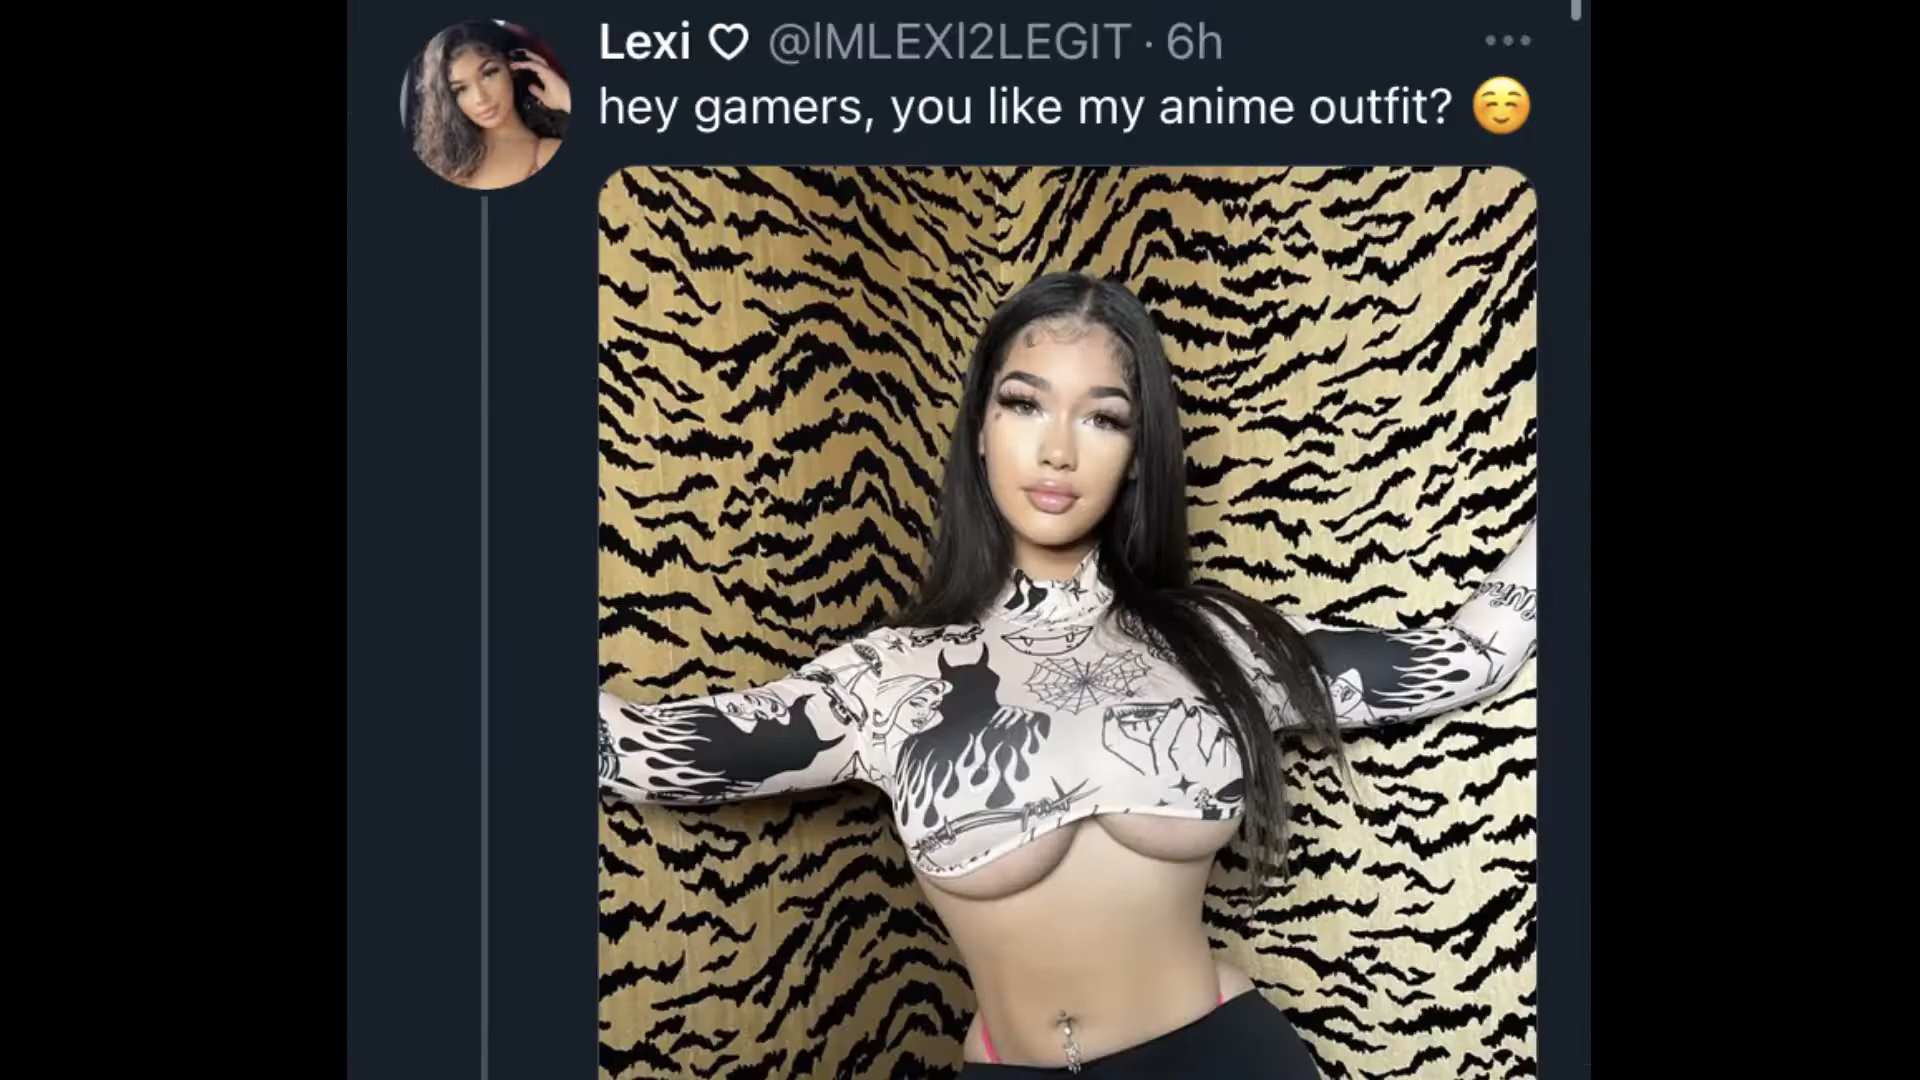 Lexi ♡ @IMLEXI2LEGIT · 6h
hey gamers, you like my anime outfit? ☺️